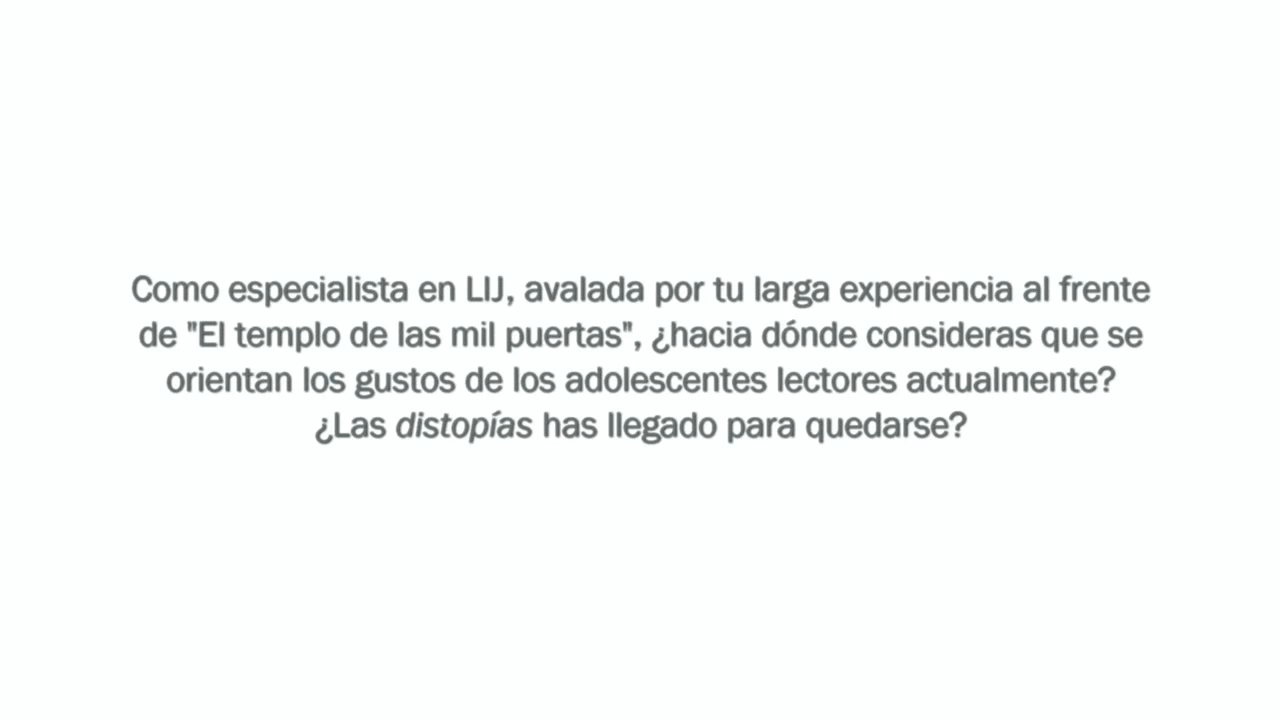 Como especialista en LIJ, avalada por tu larga experiencia al frente
de "El templo de las mil puertas", ¿hacia dónde consideras que se
orientan los gustos de los adolescentes lectores actualmente?
¿Las distopías has llegado para quedarse?